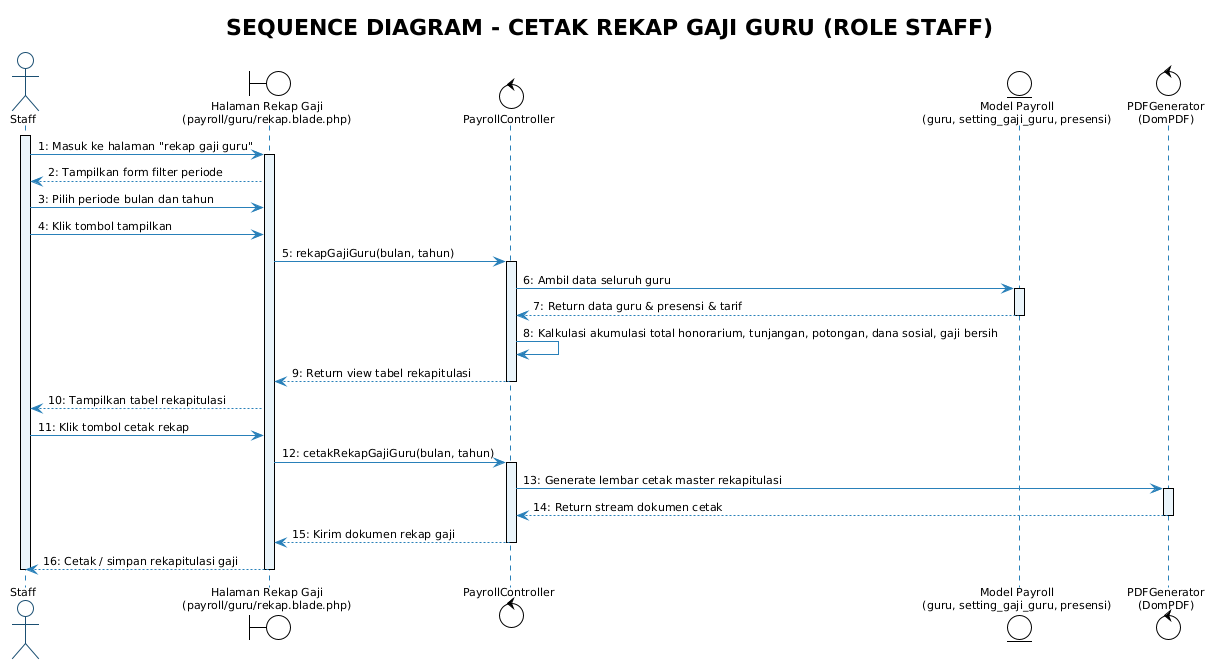 SEQUENCE DIAGRAM - CETAK REKAP GAJI GURU (ROLE STAFF)
Staff
Halaman Rekap Gaji
(payroll/guru/rekap.blade.php)
PayrollController
Model Payroll
(guru, setting_gaji_guru, presensi)
PDFGenerator
(DomPDF)
1: Masuk ke halaman "rekap gaji guru"
2: Tampilkan form filter periode
3: Pilih periode bulan dan tahun
4: Klik tombol tampilkan
5: rekapGajiGuru(bulan, tahun)
6: Ambil data seluruh guru
7: Return data guru & presensi & tarif
8: Kalkulasi akumulasi total honorarium, tunjangan, potongan, dana sosial, gaji bersih
9: Return view tabel rekapitulasi
10: Tampilkan tabel rekapitulasi
11: Klik tombol cetak rekap
12: cetakRekapGajiGuru(bulan, tahun)
13: Generate lembar cetak master rekapitulasi
14: Return stream dokumen cetak
15: Kirim dokumen rekap gaji
16: Cetak / simpan rekapitulasi gaji
Staff
Halaman Rekap Gaji
(payroll/guru/rekap.blade.php)
PayrollController
Model Payroll
(guru, setting_gaji_guru, presensi)
PDFGenerator
(DomPDF)